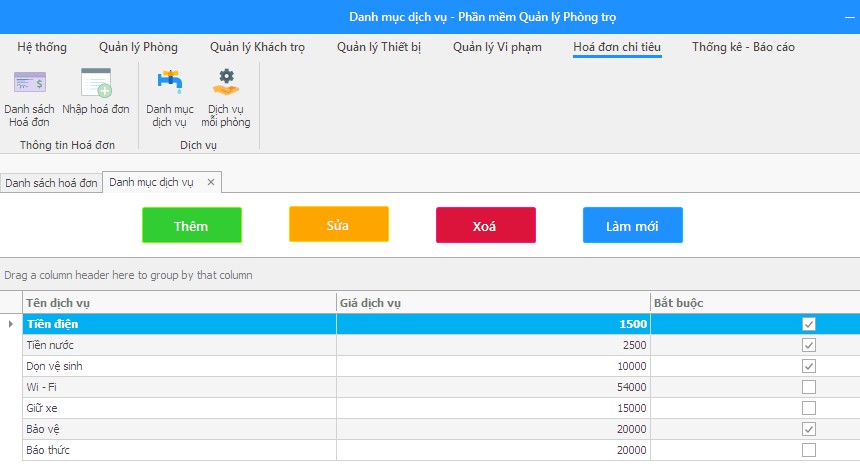 Danh mục dịch vụ - Phần mềm Quản lý Phòng trọ
Hệ thống Quản lý Phòng Quản lý Khách trọ Quản lý Thiết bị Quản lý Vi phạm Hoá đơn chi tiêu Thống kê - Báo cáo
Danh sách Hoá đơn
Nhập hoá đơn
Danh mục dịch vụ
Dịch vụ mỗi phòng
Thông tin Hoá đơn Dịch vụ
Danh sách hoá đơn Danh mục dịch vụ ×
Thêm Sửa Xoá Làm mới
Drag a column header here to group by that column
Tên dịch vụ Giá dịch vụ Bắt buộc
Tiền điện 1500
Tiền nước 2500
Dọn vệ sinh 10000
Wi - Fi 54000
Giữ xe 15000
Bảo vệ 20000
Báo thức 20000